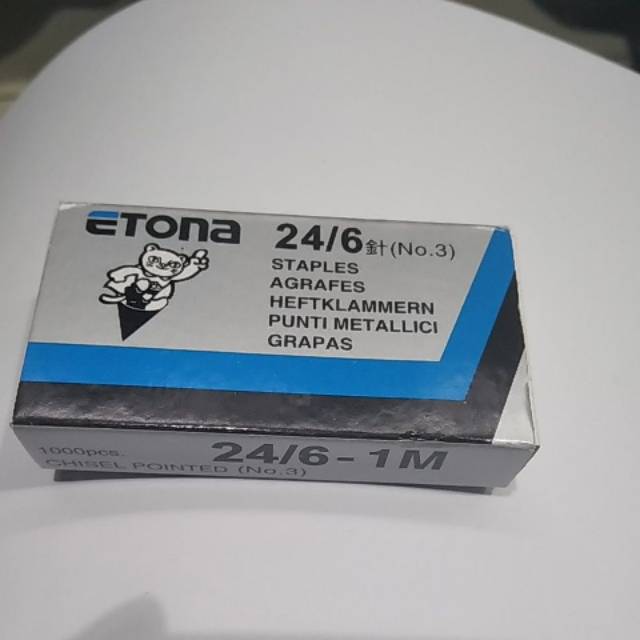 ETONA
24/6針(No.3)
STAPLES
AGRAFES
HEFTKLAMMERN
PUNTI METALLICI
GRAPAS
1000pcs. 24/6-1M
CHISEL POINTED (No.3)